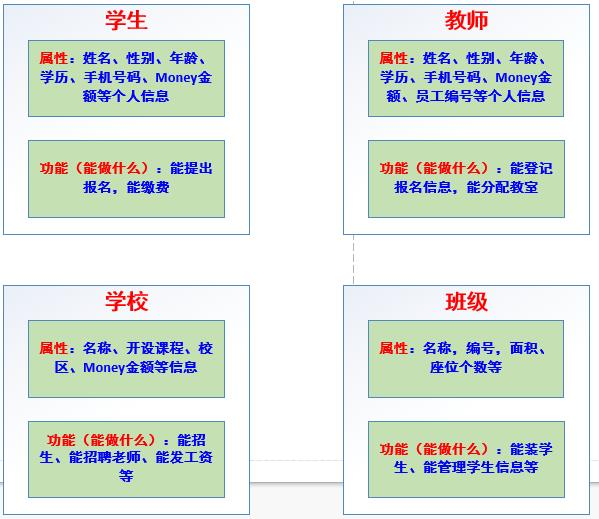 学生
属性：姓名、性别、年龄、
学历、手机号码、Money金
额等个人信息
功能（能做什么）：能提出
报名，能缴费
教师
属性：姓名、性别、年龄、
学历、手机号码、Money金
额、员工编号等个人信息
功能（能做什么）：能登记
报名信息，能分配教室
学校
属性：名称、开设课程、校
区、Money金额等信息
功能（能做什么）：能招
生、能招聘老师、能发工资
等
班级
属性：名称，编号，面积、
座位个数等
功能（能做什么）：能装学
生、能管理学生信息等